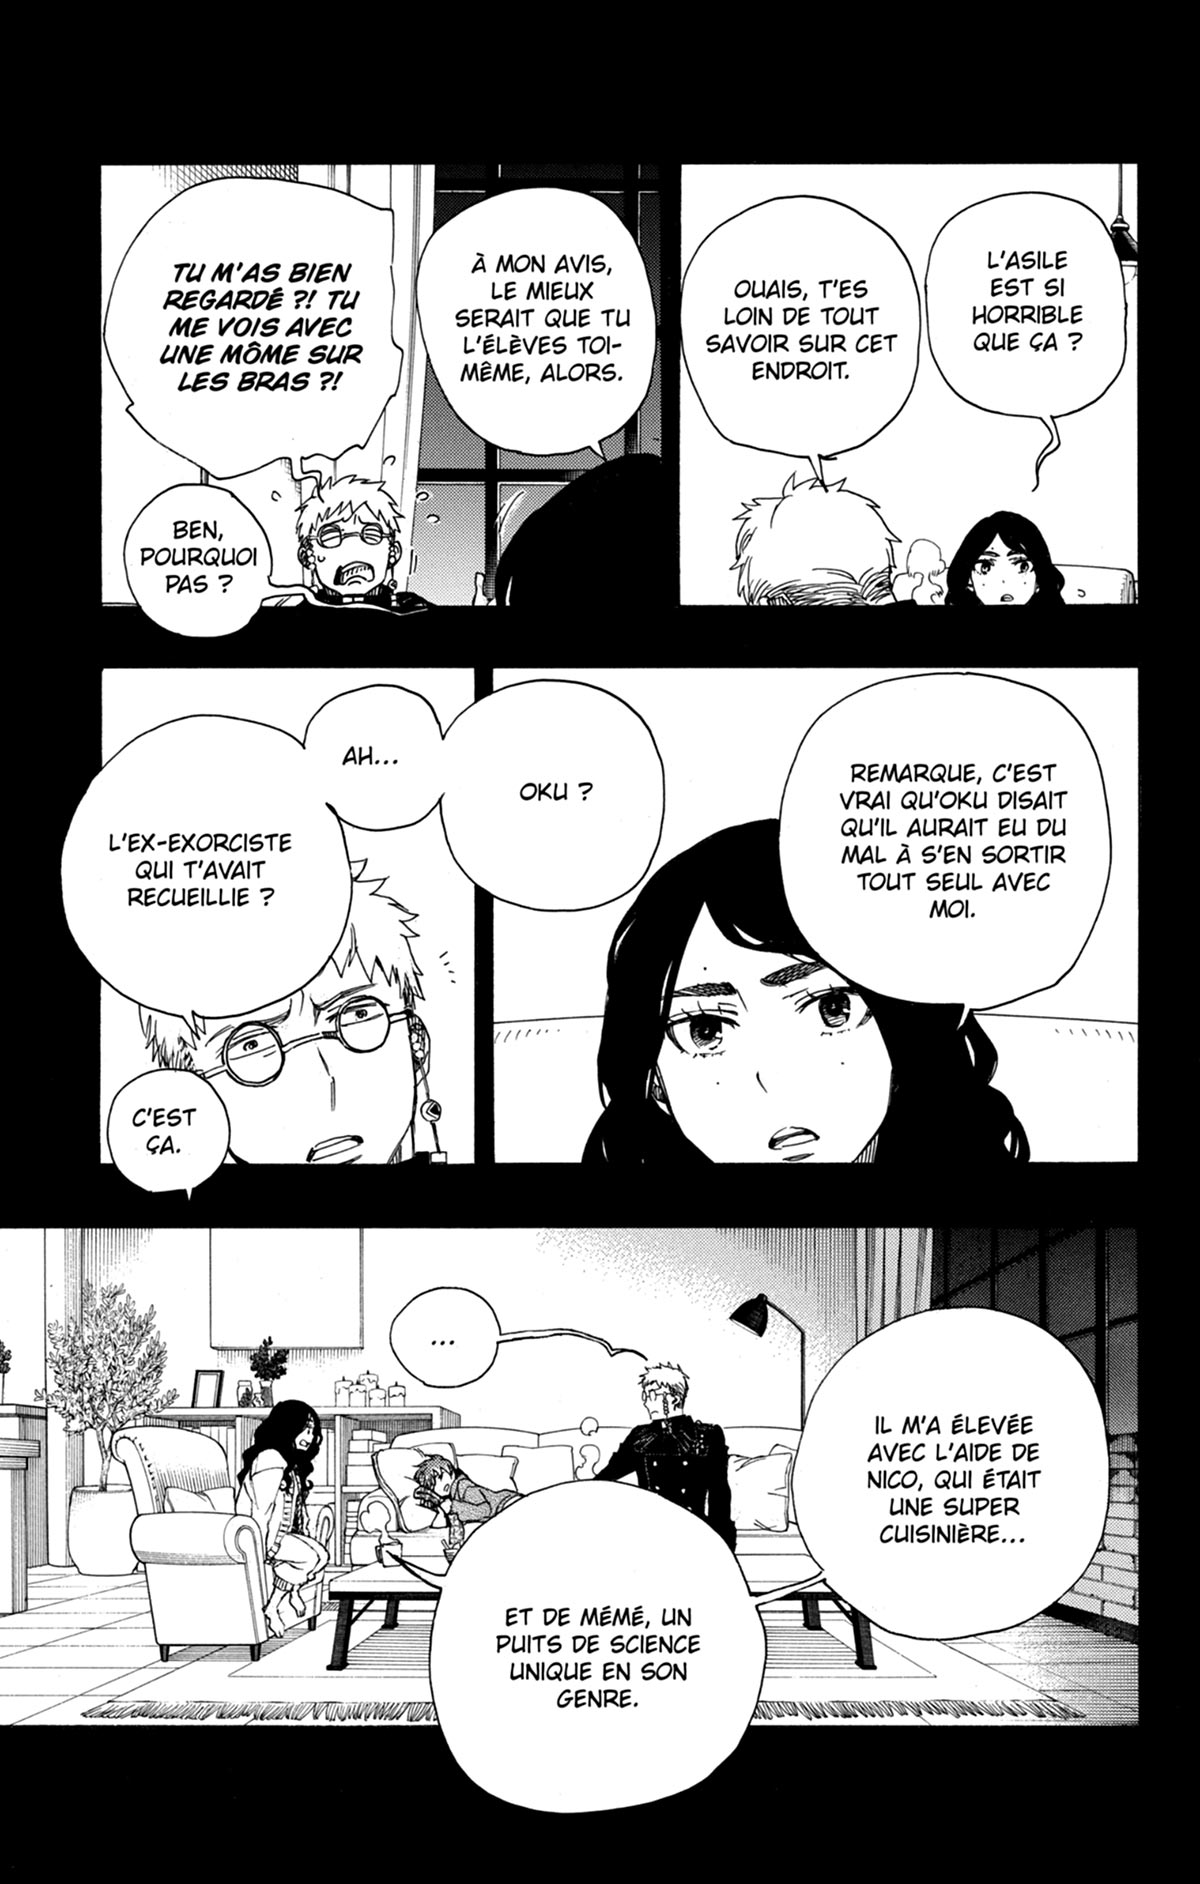 L'ASILE
EST SI
HORRIBLE
QUE ÇA ?
OUAIS, T'ES
LOIN DE TOUT
SAVOIR SUR CET
ENDROIT.
À MON AVIS,
LE MIEUX
SERAIT QUE TU
L'ÉLÈVES TOI-
MÊME, ALORS.
TU M'AS BIEN
REGARDÉ ?! TU
ME VOIS AVEC
UNE MÔME SUR
LES BRAS ?!
BEN,
POURQUOI
PAS ?
REMARQUE, C'EST
VRAI QU'OKU DISAIT
QU'IL AURAIT EU DU
MAL À S'EN SORTIR
TOUT SEUL AVEC
MOI.
OKU ?
AH...
L'EX-EXORCISTE
QUI T'AVAIT
RECUEILLIE ?
C'EST
ÇA.
IL M'A ÉLEVÉE
AVEC L'AIDE DE
NICO, QUI ÉTAIT
UNE SUPER
CUISINIÈRE...
ET DE MÉMÉ, UN
PUITS DE SCIENCE
UNIQUE EN SON
GENRE.
...